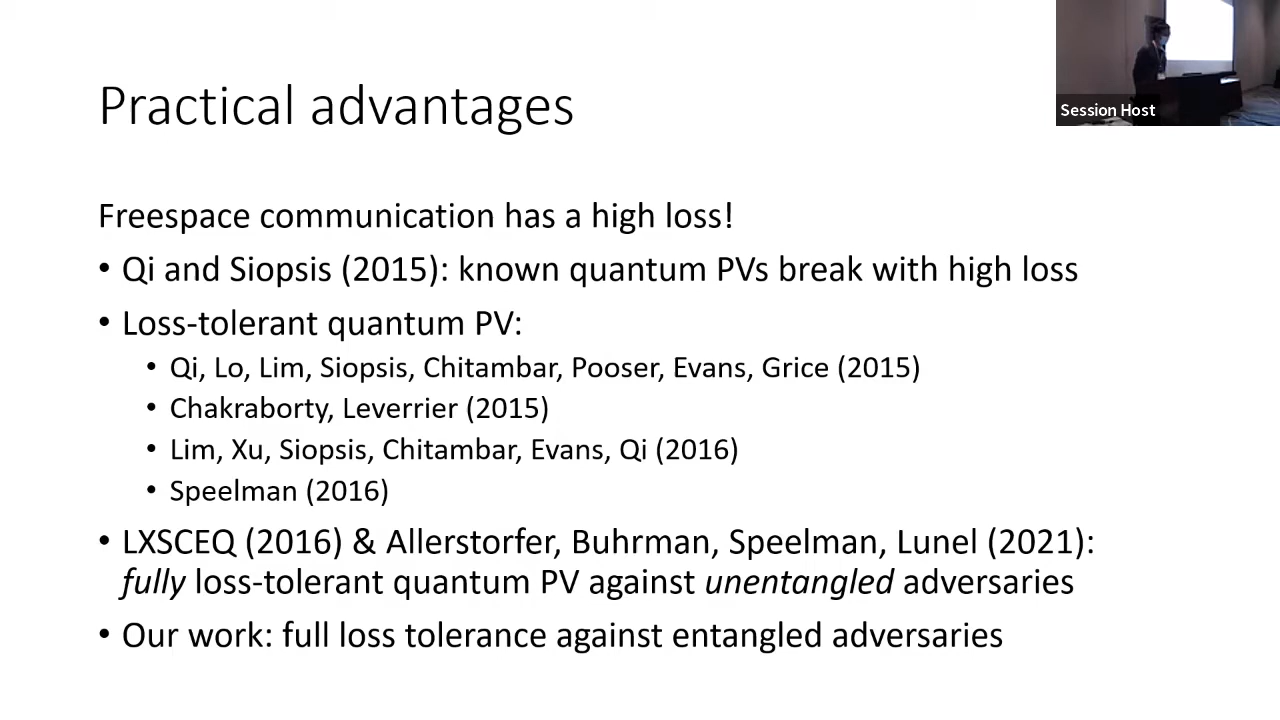 Practical advantages
Session Host
Freespace communication has a high loss!
• Qi and Siopsis (2015): known quantum PVs break with high loss
• Loss-tolerant quantum PV:
• Qi, Lo, Lim, Siopsis, Chitambar, Pooser, Evans, Grice (2015)
• Chakraborty, Leverrier (2015)
• Lim, Xu, Siopsis, Chitambar, Evans, Qi (2016)
• Speelman (2016)
• LXSCEQ (2016) & Allerstorfer, Buhrman, Speelman, Lunel (2021):
fully loss-tolerant quantum PV against unentangled adversaries
• Our work: full loss tolerance against entangled adversaries